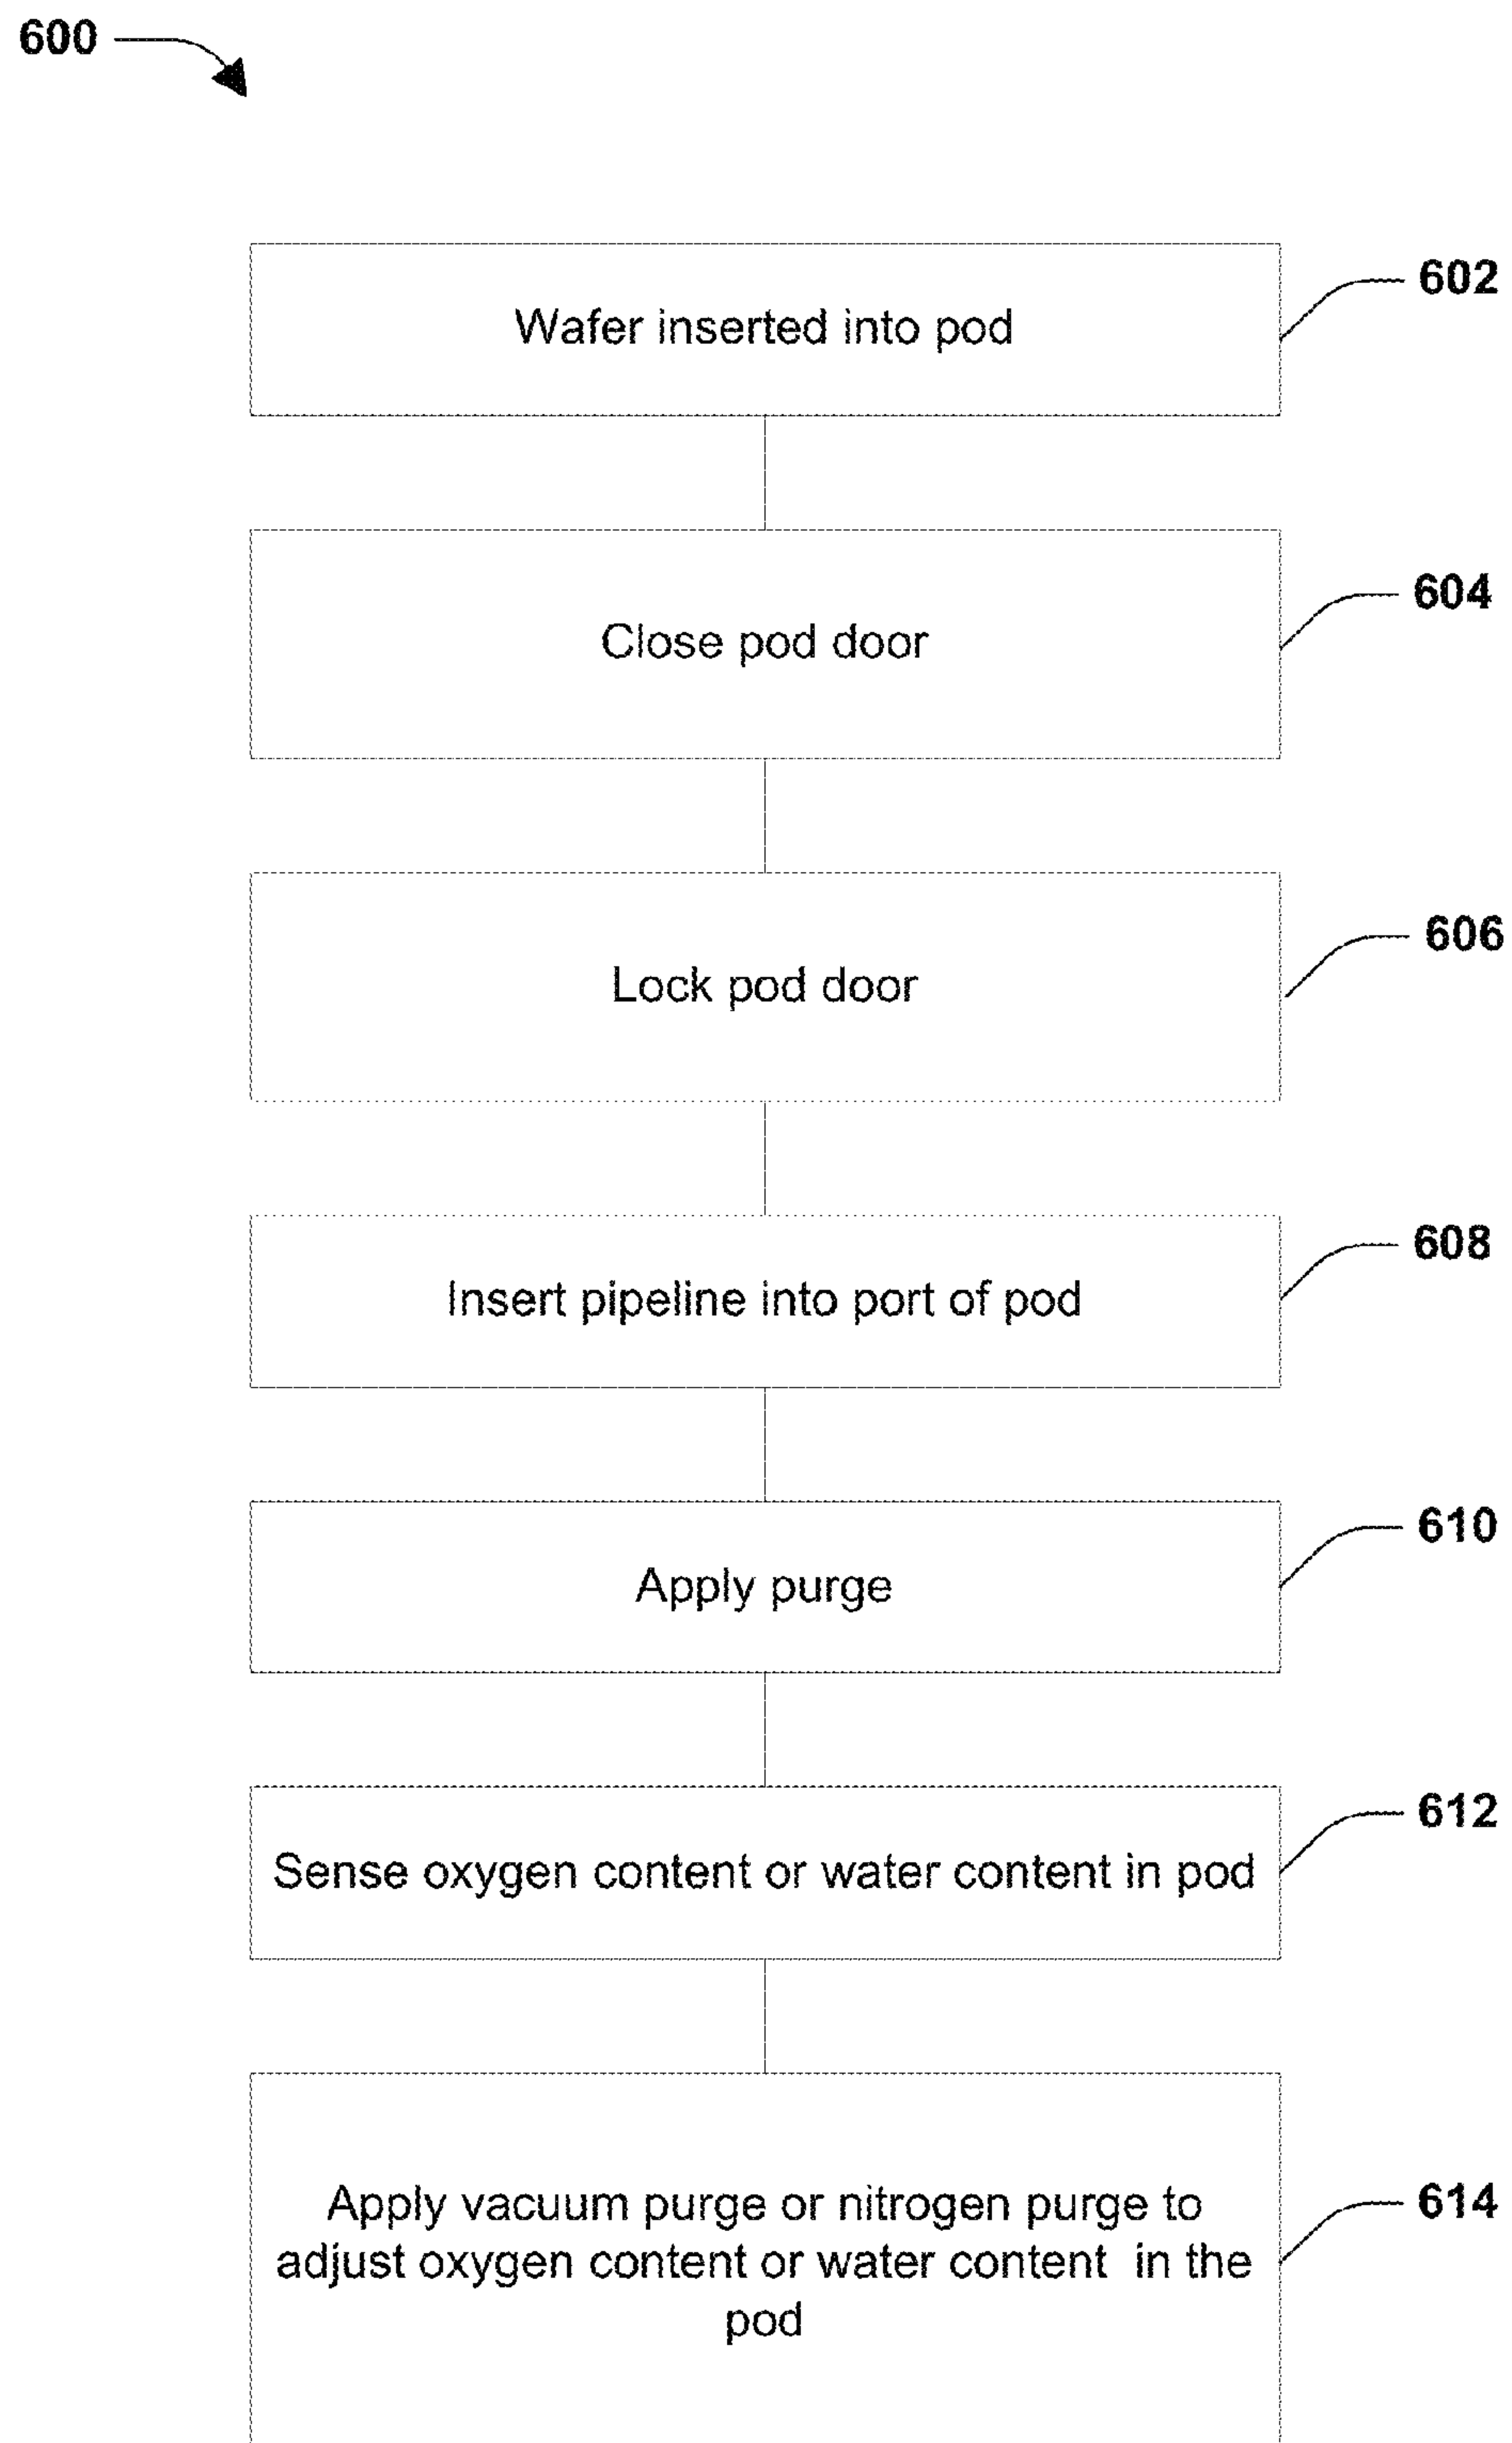 600
Wafer inserted into pod
602
Close pod door
604
Lock pod door
606
Insert pipeline into port of pod
608
Apply purge
610
Sense oxygen content or water content in pod
612
Apply vacuum purge or nitrogen purge to
adjust oxygen content or water content in the
pod
614